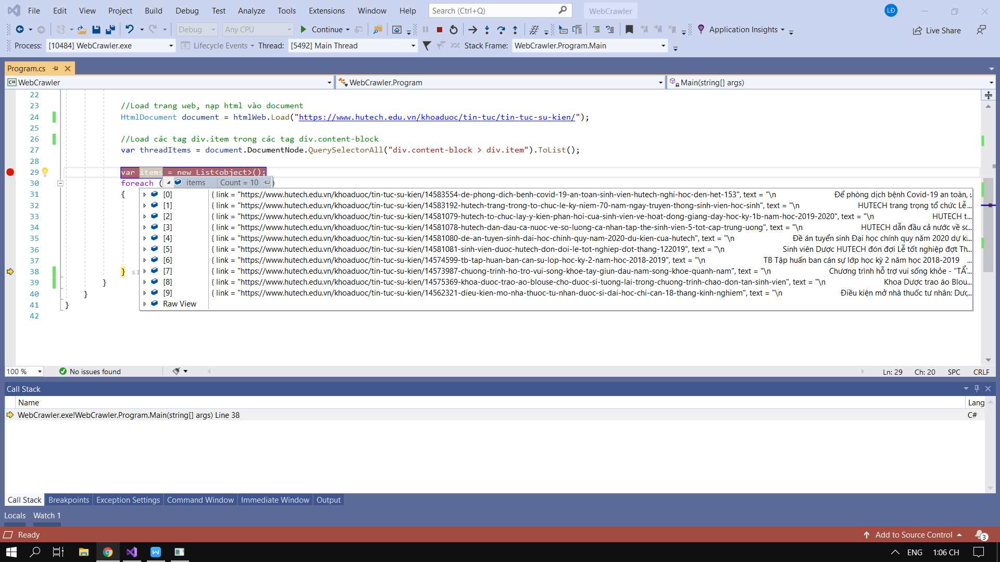 File Edit View Project Build Debug Test Analyze Tools Extensions Window Help Search (Ctrl+Q) WebCrawler LĐ
Debug Any CPU Continue Application Insights Live Share
Process: [10484] WebCrawler.exe Lifecycle Events Thread: [5492] Main Thread Stack Frame: WebCrawler.Program.Main
Program.cs
C# WebCrawler WebCrawler.Program Main(string[] args)
22
23 //Load trang web, nạp html vào document
24 HtmlDocument document = htmlWeb.Load("https://www.hutech.edu.vn/khoaduoc/tin-tuc/tin-tuc-su-kien/");
25
26 //Load các tag div.item trong các tag div.content-block
27 var threadItems = document.DocumentNode.QuerySelectorAll("div.content-block > div.item").ToList();
28
29 var items = new List<object>();
30 foreach ( items Count = 10 )
31 { [0] { link = "https://www.hutech.edu.vn/khoaduoc/tin-tuc-su-kien/14583554-de-phong-dich-benh-covid-19-an-toan-sinh-vien-hutech-nghi-hoc-den-het-153", text = "\n Để phòng dịch bệnh Covid-19 an toàn,
32 [1] { link = "https://www.hutech.edu.vn/khoaduoc/tin-tuc-su-kien/14583192-hutech-trang-trong-to-chuc-le-ky-niem-70-nam-ngay-truyen-thong-sinh-vien-hoc-sinh", text = "\n HUTECH trang trọng tổ chức Lễ...
33 [2] { link = "https://www.hutech.edu.vn/khoaduoc/tin-tuc-su-kien/14581079-hutech-to-chuc-lay-y-kien-phan-hoi-cua-sinh-vien-ve-hoat-dong-giang-day-hoc-ky-1b-nam-hoc-2019-2020", text = "\n HUTECH t...
34 [3] { link = "https://www.hutech.edu.vn/khoaduoc/tin-tuc-su-kien/14581078-hutech-dan-dau-ca-nuoc-ve-so-luong-ca-nhan-tap-the-sinh-vien-5-tot-cap-trung-uong", text = "\n HUTECH dẫn đầu cả nước về số...
35 [4] { link = "https://www.hutech.edu.vn/khoaduoc/tin-tuc-su-kien/14581080-de-an-tuyen-sinh-dai-hoc-chinh-quy-nam-2020-du-kien-cua-hutech", text = "\n Đề án tuyển sinh Đại học chính quy năm 2020 dự ki...
36 [5] { link = "https://www.hutech.edu.vn/khoaduoc/tin-tuc-su-kien/14581081-sinh-vien-duoc-hutech-don-doi-le-tot-nghiep-dot-thang-122019", text = "\n Sinh viên Dược HUTECH đón đợi Lễ tốt nghiệp đợt Th...
37 [6] { link = "https://www.hutech.edu.vn/khoaduoc/tin-tuc-su-kien/14574599-tb-tap-huan-ban-can-su-lop-hoc-ky-2-nam-hoc-2018-2019", text = "\n TB Tập huấn ban cán sự lớp học kỳ 2 năm học 2018-2019 ...
38 } ≤ 1 [7] { link = "https://www.hutech.edu.vn/khoaduoc/tin-tuc-su-kien/14573987-chuong-trinh-ho-tro-vui-song-khoe-tay-giun-dau-nam-song-khoe-quanh-nam", text = "\n Chương trình hỗ trợ vui sống khỏe - "TẨ'...
39 } [8] { link = "https://www.hutech.edu.vn/khoaduoc/tin-tuc-su-kien/14575369-khoa-duoc-trao-ao-blouse-cho-duoc-si-tuong-lai-trong-chuong-trinh-chao-don-tan-sinh-vien", text = "\n Khoa Dược trao áo Blou...
40 } [9] { link = "https://www.hutech.edu.vn/khoaduoc/tin-tuc-su-kien/14562321-dieu-kien-mo-nha-thuoc-tu-nhan-duoc-si-dai-hoc-chi-can-18-thang-kinh-nghiem", text = "\n Điều kiện mở nhà thuốc tư nhân: Dược...
41 } Raw View
42
100 % No issues found Ln: 29 Ch: 20 SPC CRLF
Call Stack
Name Lang
WebCrawler.exe!WebCrawler.Program.Main(string[] args) Line 38 C#
Call Stack Breakpoints Exception Settings Command Window Immediate Window Output
Locals Watch 1
Ready Add to Source Control 3
ENG 1:06 CH